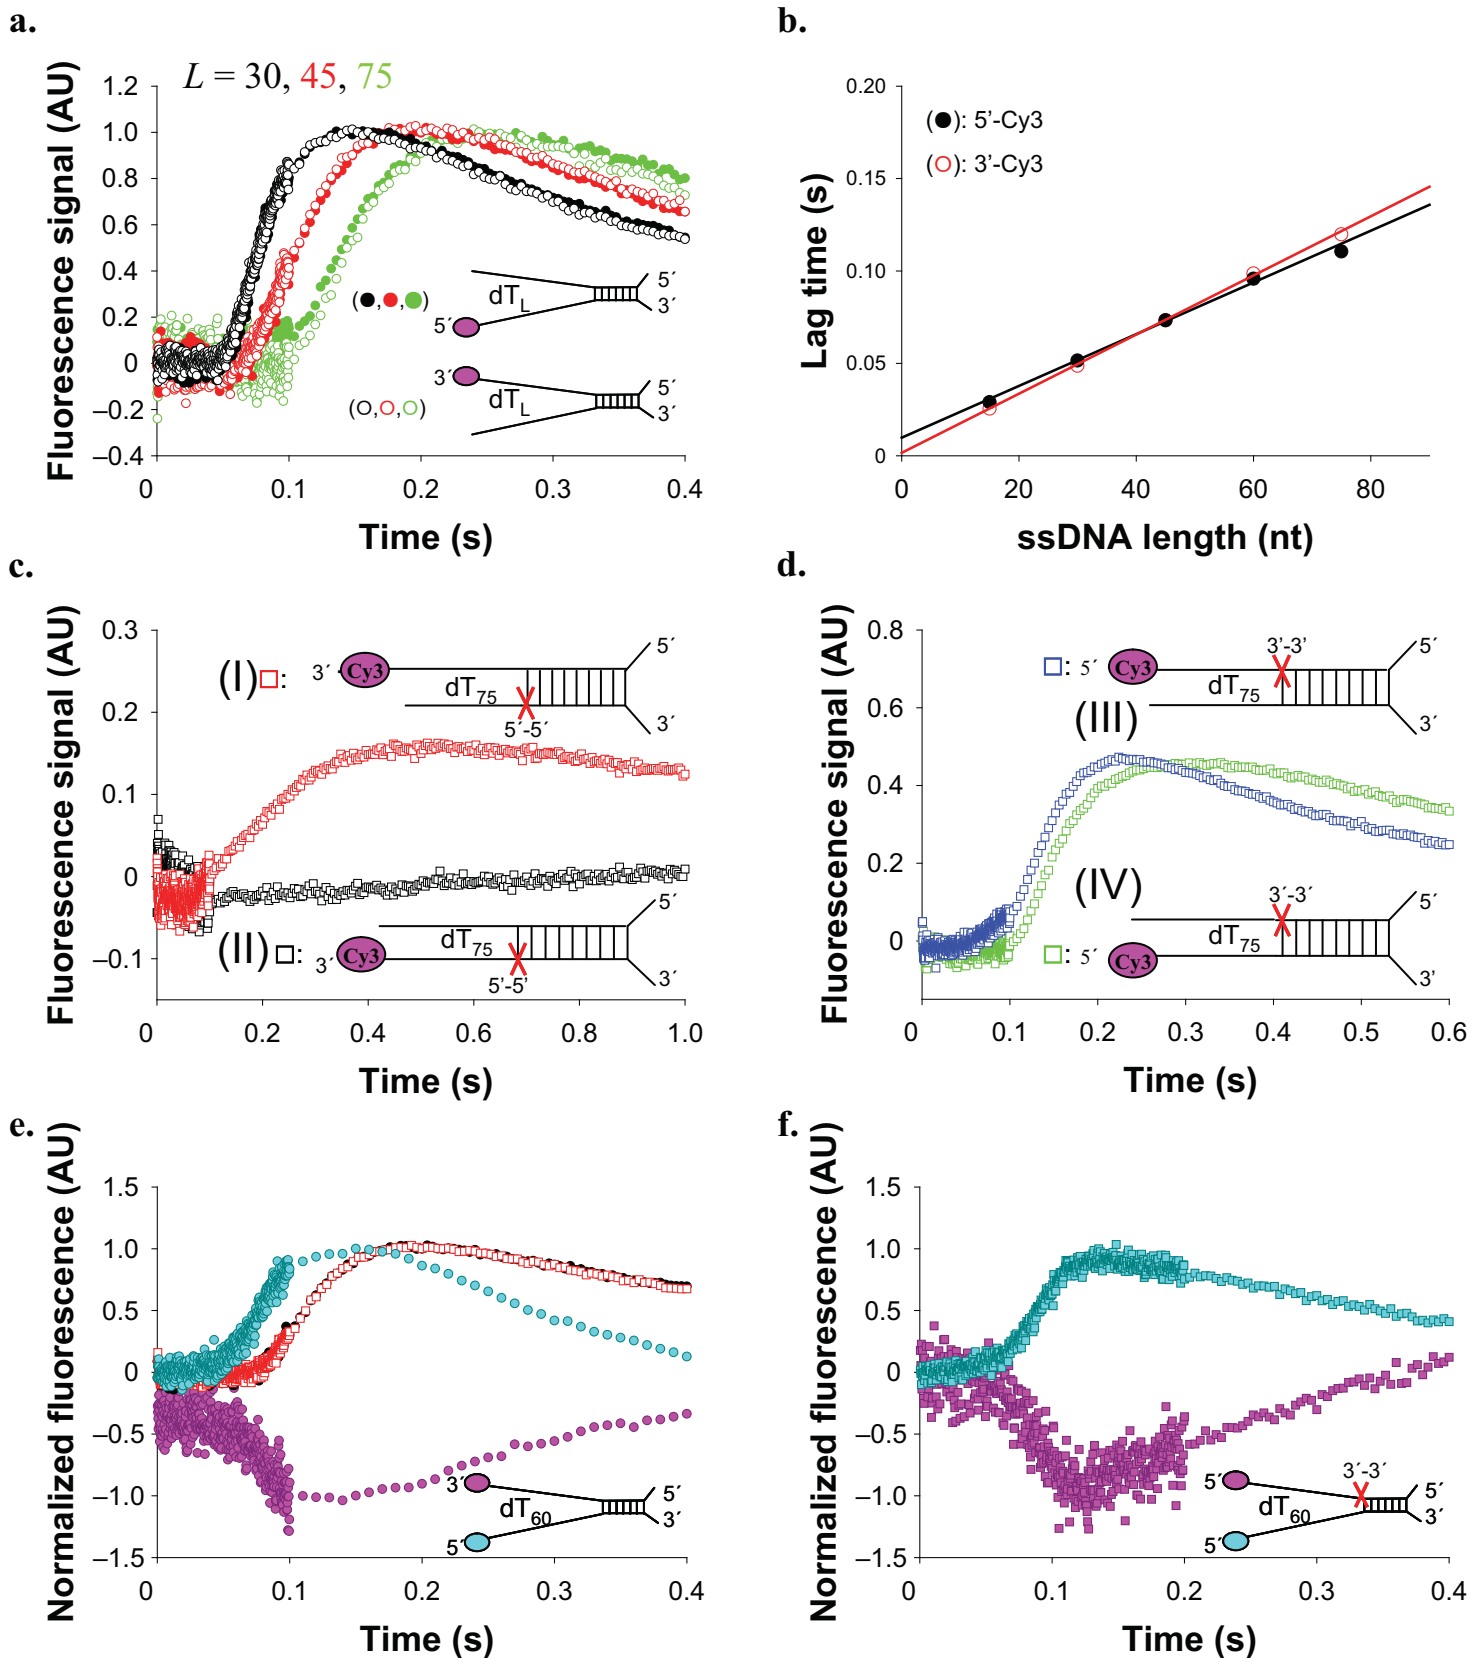 a.
L = 30, 45, 75
Fluorescence signal (AU)
1.2
1.0
0.8
0.6
0.4
0.2
0
–0.2
–0.4
(●,●,●)
dT_L
5′
5′
3′
(○,○,○)
3′
dT_L
5′
3′
0
0.1
0.2
0.3
0.4
Time (s)
b.
Lag time (s)
0.20
0.15
0.10
0.05
0
(●): 5’-Cy3
(○): 3’-Cy3
0
20
40
60
80
ssDNA length (nt)
c.
Fluorescence signal (AU)
0.3
0.2
0.1
0
–0.1
(I) □:
3′
Cy3
dT75
5′-5′
5′
3′
(II) □:
3′
Cy3
dT75
5’-5’
5′
3′
0
0.2
0.4
0.6
0.8
1.0
Time (s)
d.
Fluorescence signal (AU)
0.8
0.6
0.4
0.2
0
□: 5′
Cy3
3’-3’
dT75
5′
3′
(III)
(IV)
□: 5′
Cy3
3′-3′
dT75
5′
3’
0
0.1
0.2
0.3
0.4
0.5
0.6
Time (s)
e.
Normalized fluorescence (AU)
1.5
1.0
0.5
0
–0.5
–1.0
–1.5
3′
dT60
5′
5′
3′
0
0.1
0.2
0.3
0.4
Time (s)
f.
Normalized fluorescence (AU)
1.5
1.0
0.5
0
–0.5
–1.0
–1.5
3′-3′
5′
dT60
5′
5′
3′
0
0.1
0.2
0.3
0.4
Time (s)